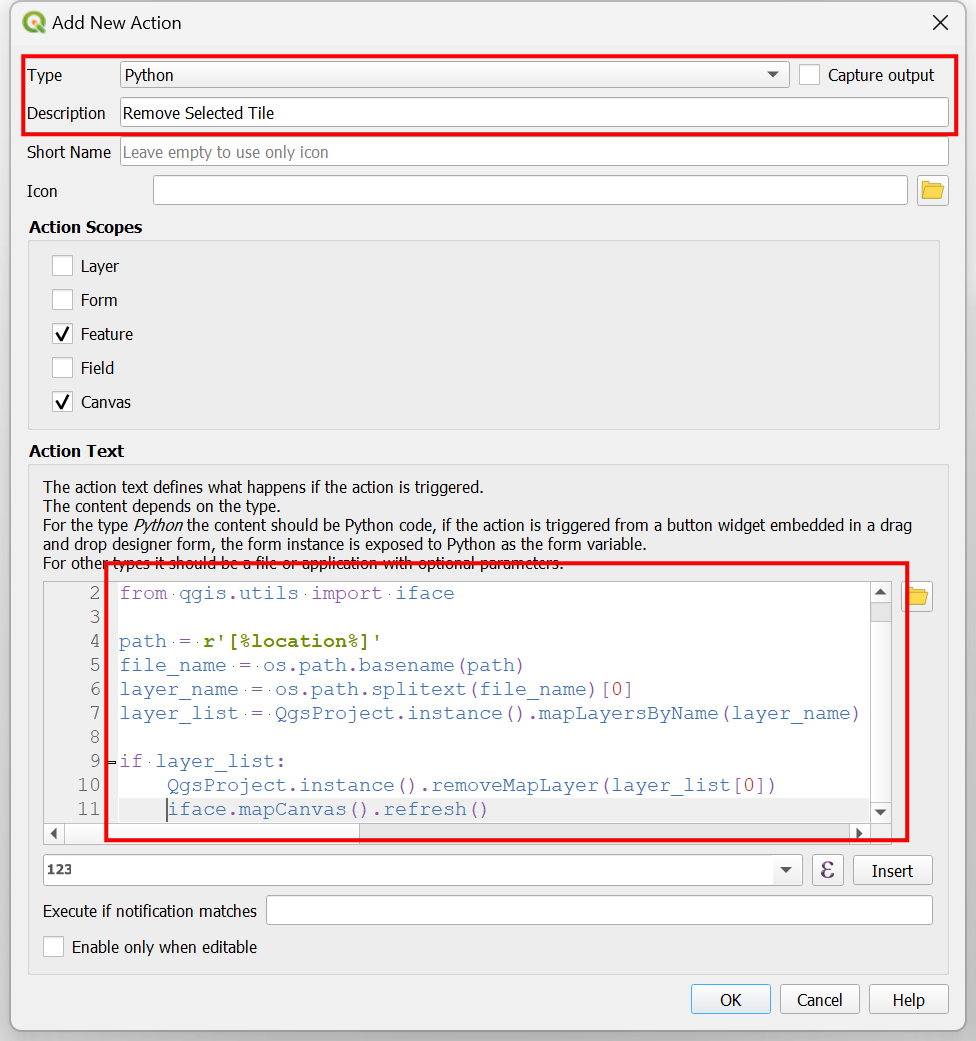 Add New Action
Type Python Capture output
Description Remove Selected Tile
Short Name Leave empty to use only icon
Icon
Action Scopes
Layer
Form
Feature
Field
Canvas
Action Text
The action text defines what happens if the action is triggered.
The content depends on the type.
For the type Python the content should be Python code, if the action is triggered from a button widget embedded in a drag
and drop designer form, the form instance is exposed to Python as the form variable.
For other types it should be a file or application with optional parameters.
2 from qgis.utils import iface
3
4 path = r'[%location%]'
5 file_name = os.path.basename(path)
6 layer_name = os.path.splitext(file_name)[0]
7 layer_list = QgsProject.instance().mapLayersByName(layer_name)
8
9 if layer_list:
10 QgsProject.instance().removeMapLayer(layer_list[0])
11 iface.mapCanvas().refresh()
123 ε Insert
Execute if notification matches
Enable only when editable
OK Cancel Help